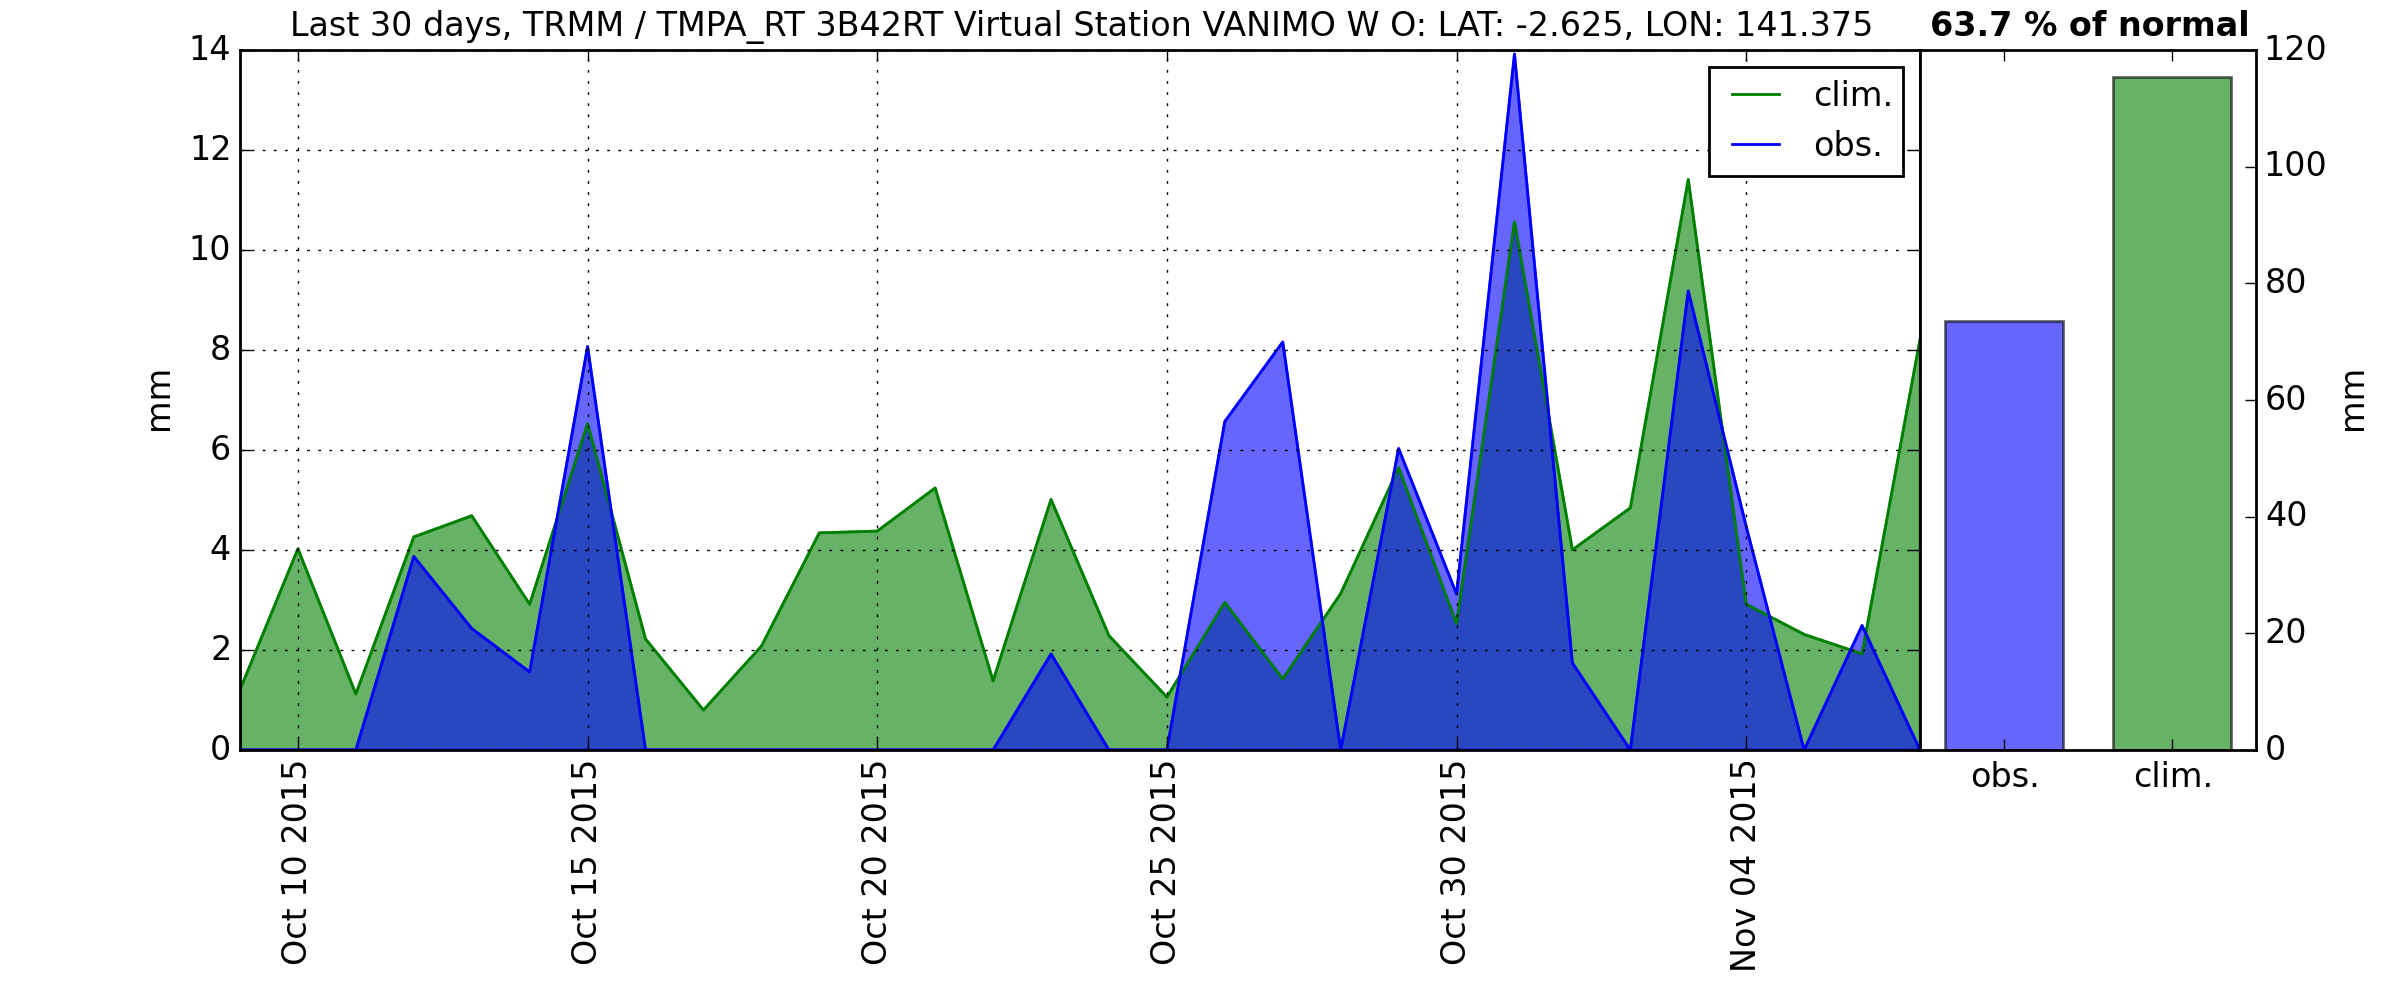 Last 30 days, TRMM / TMPA_RT 3B42RT Virtual Station VANIMO W O: LAT: -2.625, LON: 141.375
63.7 % of normal
14
12
10
8
6
4
2
0
mm
clim.
obs.
Oct 10 2015
Oct 15 2015
Oct 20 2015
Oct 25 2015
Oct 30 2015
Nov 04 2015
obs.
clim.
120
100
80
60
40
20
0
mm